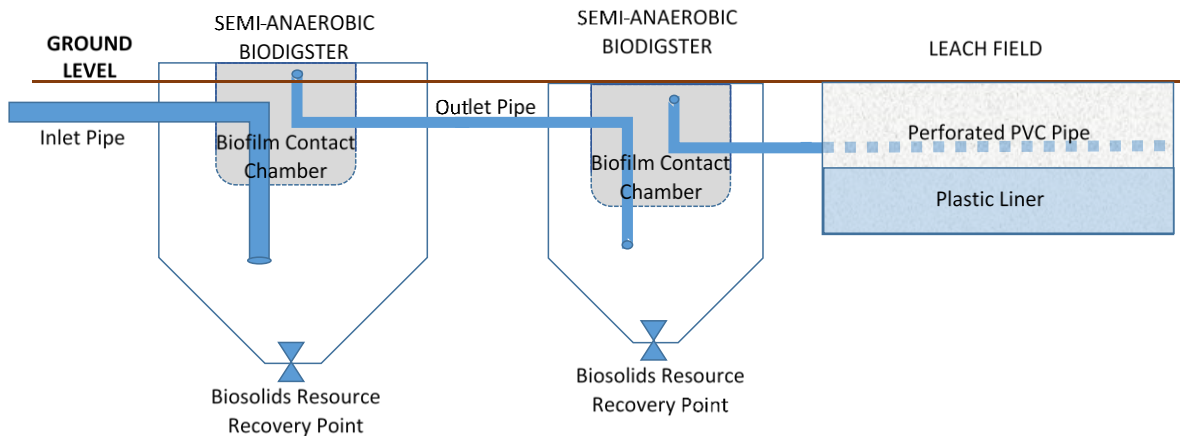 GROUND
LEVEL
SEMI-ANAEROBIC
BIODIGSTER
SEMI-ANAEROBIC
BIODIGSTER
LEACH FIELD
Inlet Pipe
Biofilm Contact
Chamber
Outlet Pipe
Biofilm Contact
Chamber
Perforated PVC Pipe
Plastic Liner
Biosolids Resource
Recovery Point
Biosolids Resource
Recovery Point